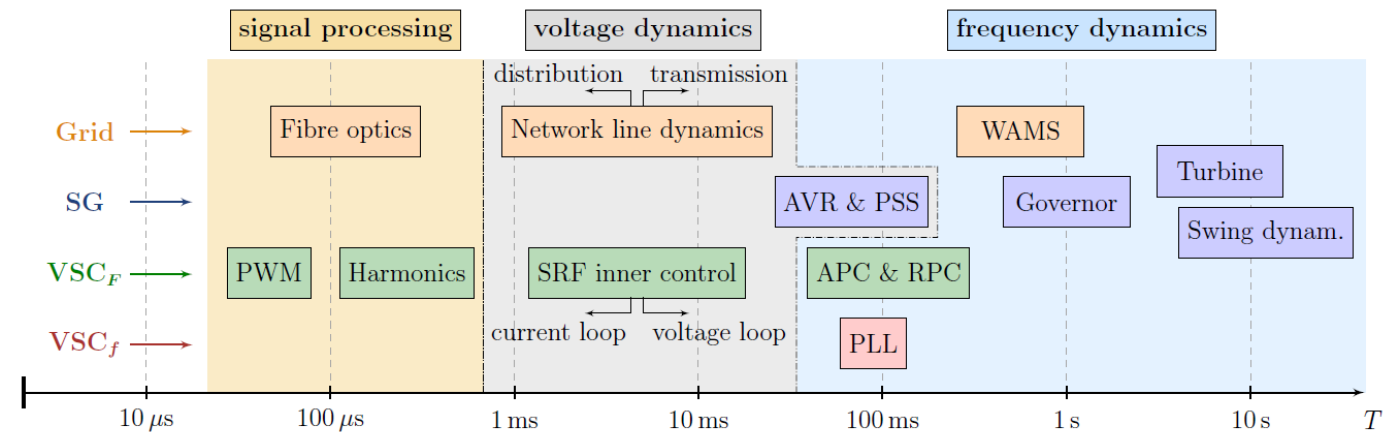 signal processing
voltage dynamics
frequency dynamics
distribution
transmission
Grid
Fibre optics
Network line dynamics
WAMS
Turbine
SG
AVR & PSS
Governor
Swing dynam.
VSC_F
PWM
Harmonics
SRF inner control
APC & RPC
current loop
voltage loop
VSC_f
PLL
10 μs
100 μs
1 ms
10 ms
100 ms
1 s
10 s
T